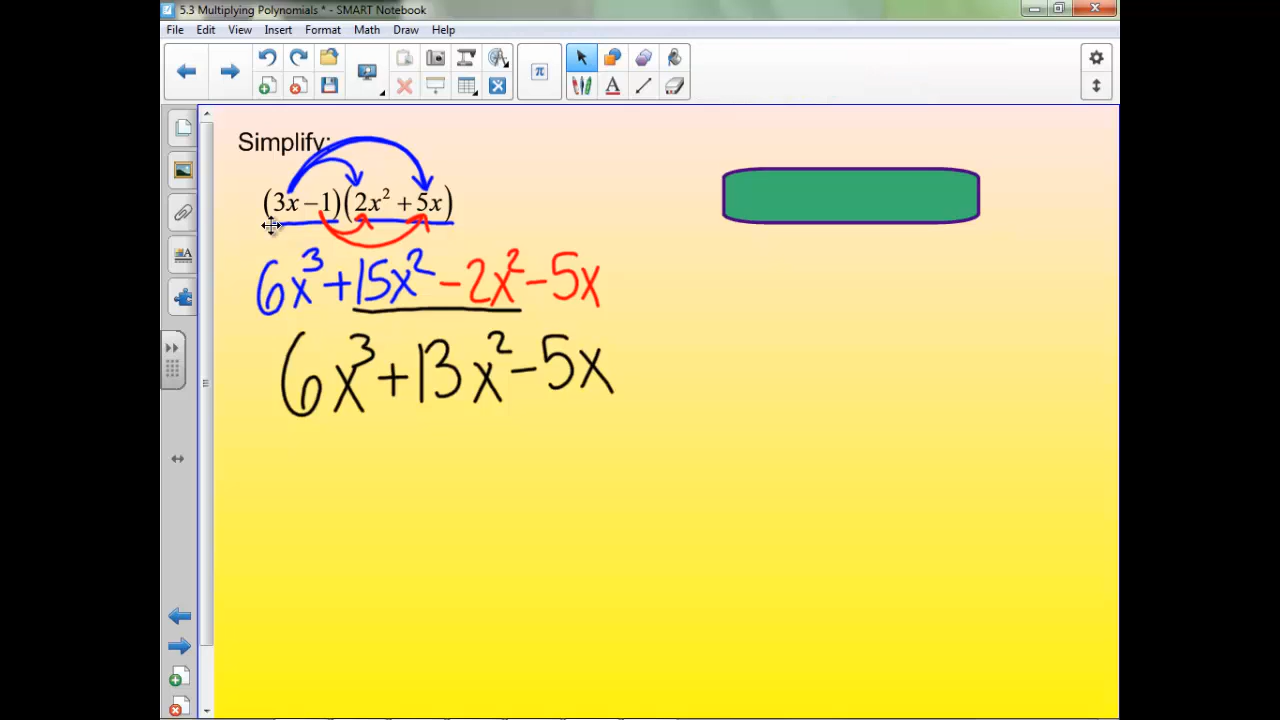 5.3 Multiplying Polynomials * - SMART Notebook
File Edit View Insert Format Math Draw Help
π
A
Simplify:
(3x − 1)(2x² + 5x)
6x³ + 15x² − 2x² − 5x
6x³ + 13x² − 5x